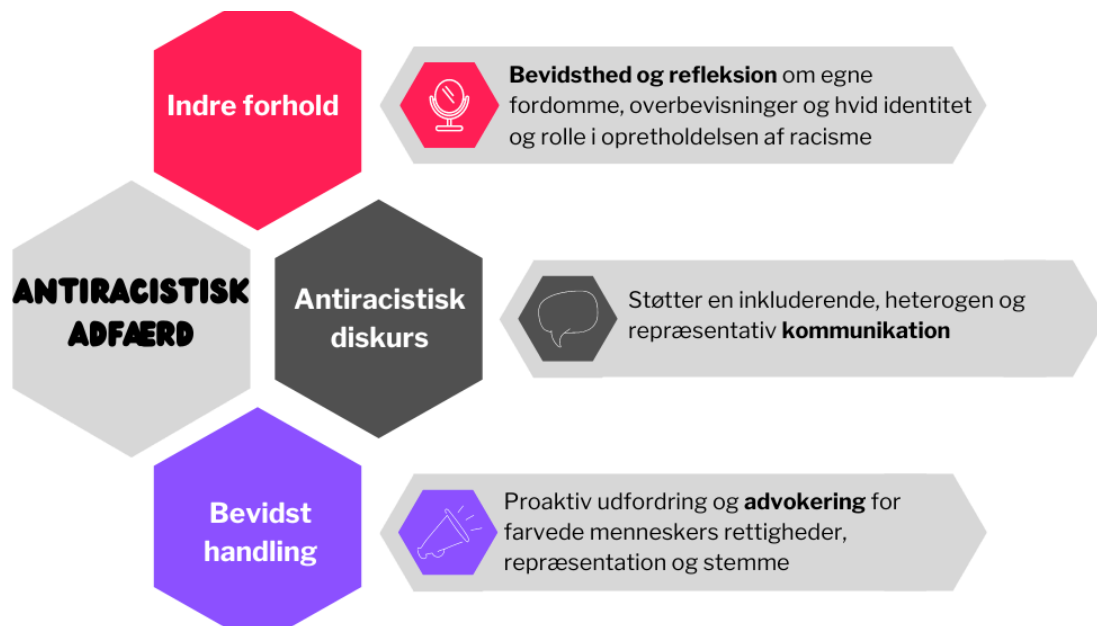 Indre forhold
Bevidsthed og refleksion om egne
fordomme, overbevisninger og hvid identitet
og rolle i opretholdelsen af racisme
ANTIRACISTISK
ADFÆRD
Antiracistisk
diskurs
Støtter en inkluderende, heterogen og
repræsentativ kommunikation
Bevidst
handling
Proaktiv udfordring og advokering for
farvede menneskers rettigheder,
repræsentation og stemme